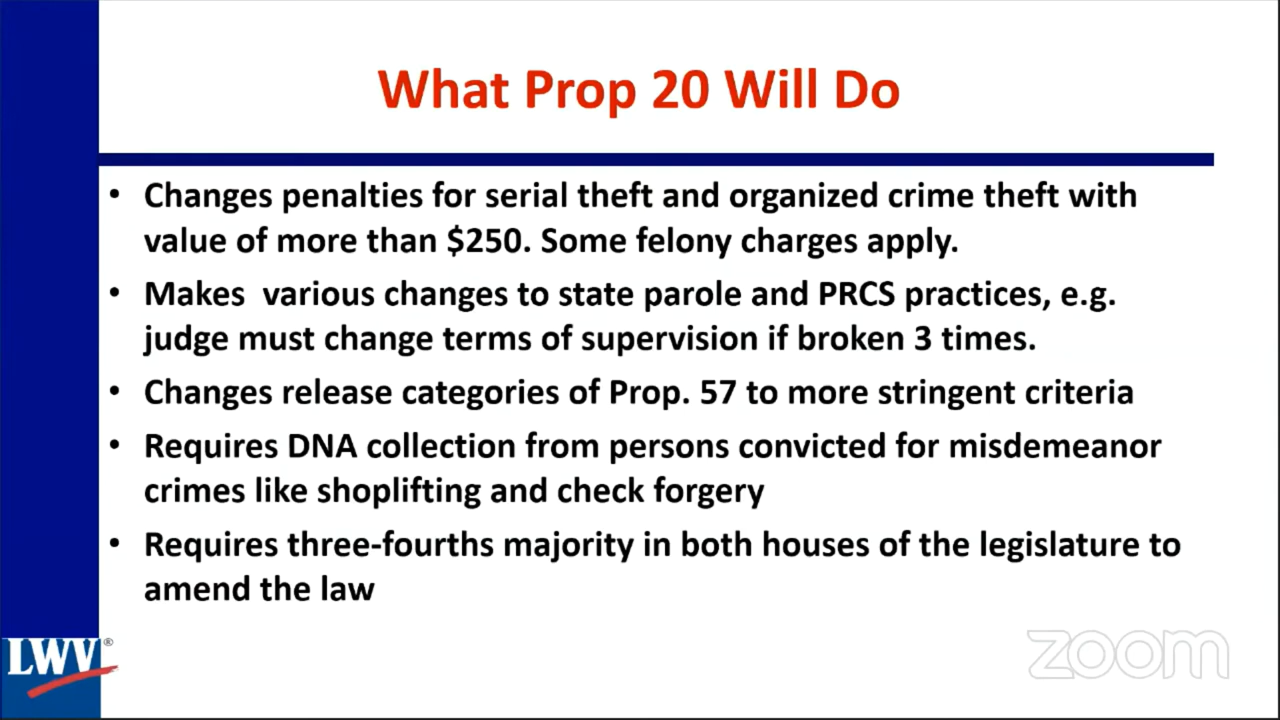 What Prop 20 Will Do
• Changes penalties for serial theft and organized crime theft with
value of more than $250. Some felony charges apply.
• Makes  various changes to state parole and PRCS practices, e.g.
judge must change terms of supervision if broken 3 times.
• Changes release categories of Prop. 57 to more stringent criteria
• Requires DNA collection from persons convicted for misdemeanor
crimes like shoplifting and check forgery
• Requires three-fourths majority in both houses of the legislature to
amend the law
LWV®
zoom